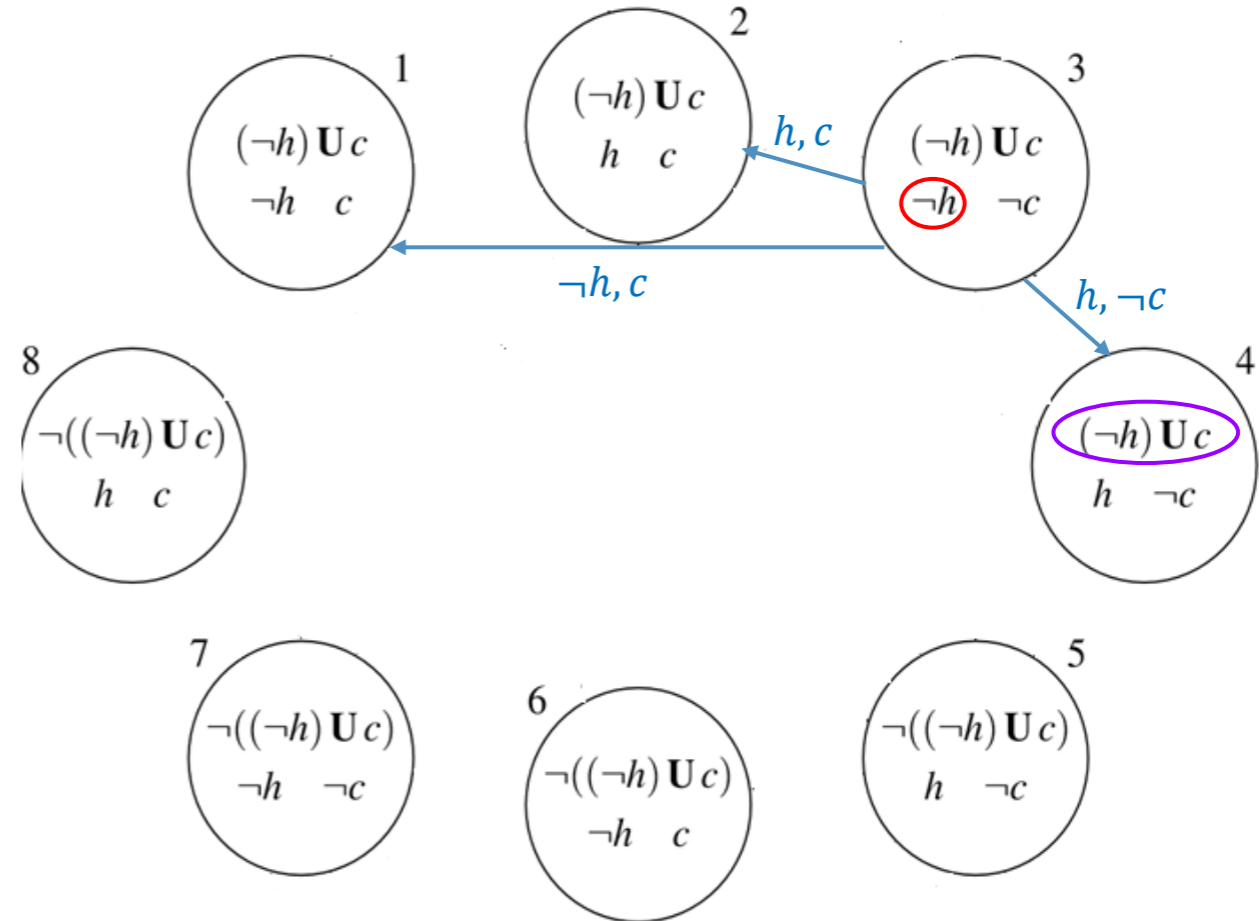 1
(¬h) U c
¬h c
2
(¬h) U c
h c
3
(¬h) U c
¬h ¬c
h, c
¬h, c
h, ¬c
4
(¬h) U c
h ¬c
8
¬((¬h) U c)
h c
7
¬((¬h) U c)
¬h ¬c
6
¬((¬h) U c)
¬h c
5
¬((¬h) U c)
h ¬c